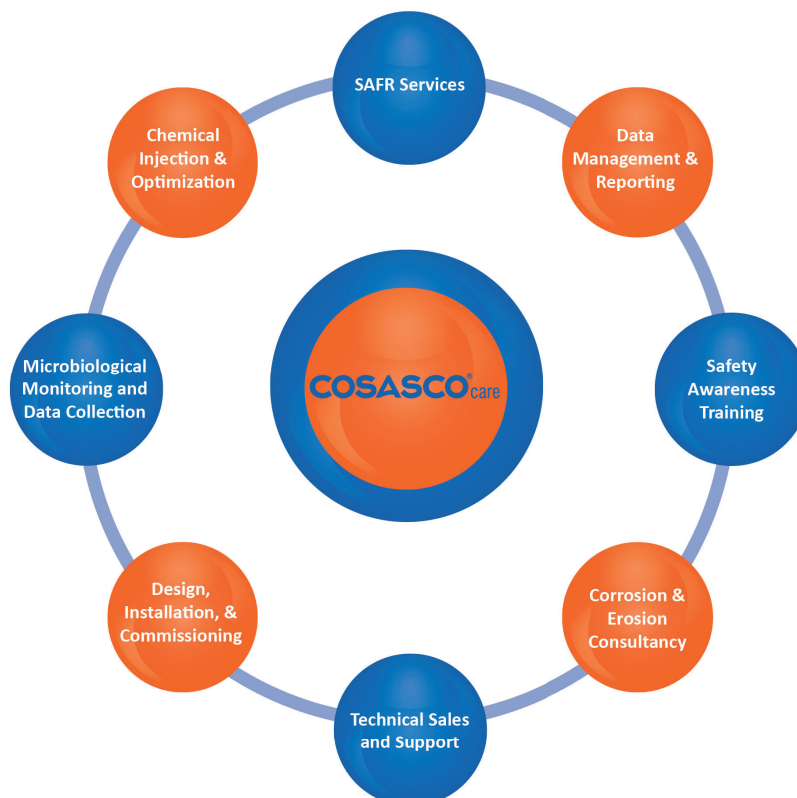 SAFR Services
Data
Management &
Reporting
Safety
Awareness
Training
Corrosion &
Erosion
Consultancy
Technical Sales
and Support
Design,
Installation, &
Commissioning
Microbiological
Monitoring and
Data Collection
Chemical
Injection &
Optimization
COSASCO® care